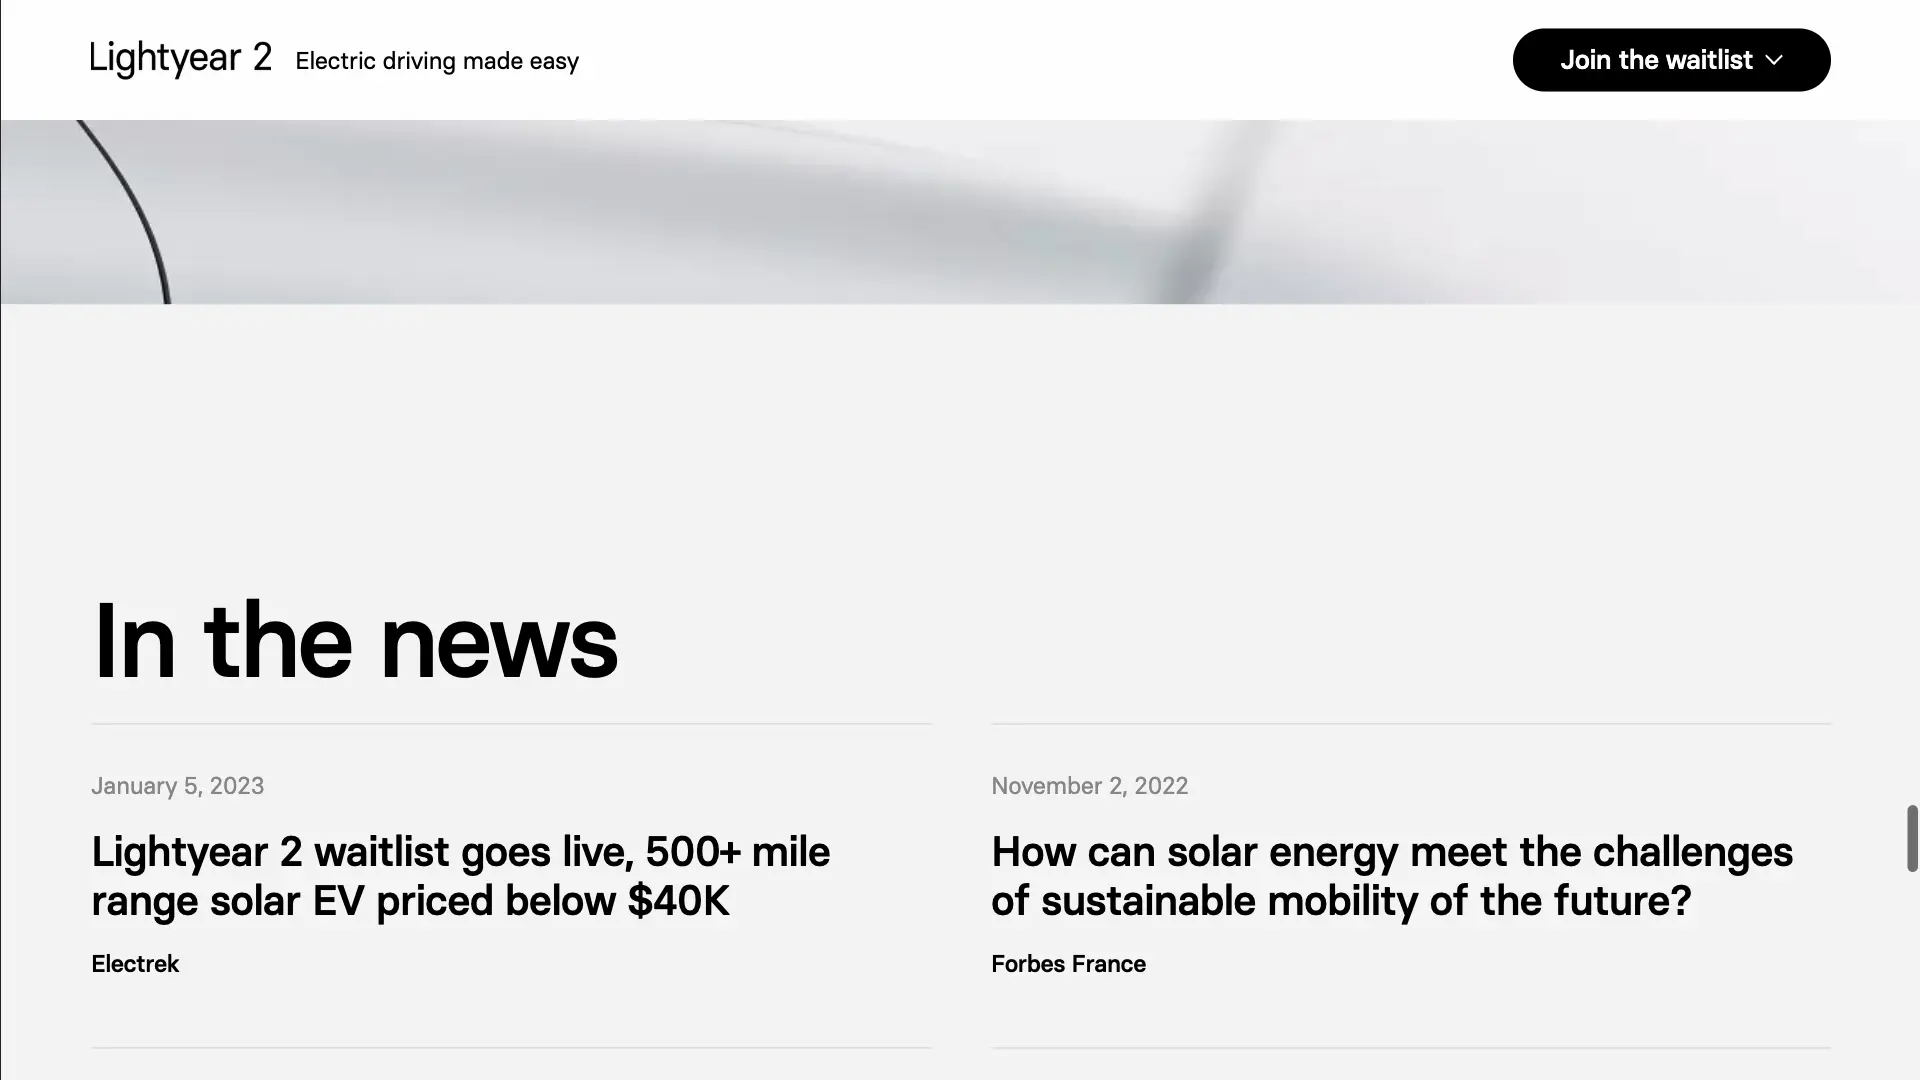 Lightyear 2 Electric driving made easy
Join the waitlist
In the news
January 5, 2023
Lightyear 2 waitlist goes live, 500+ mile
range solar EV priced below $40K
Electrek
November 2, 2022
How can solar energy meet the challenges
of sustainable mobility of the future?
Forbes France